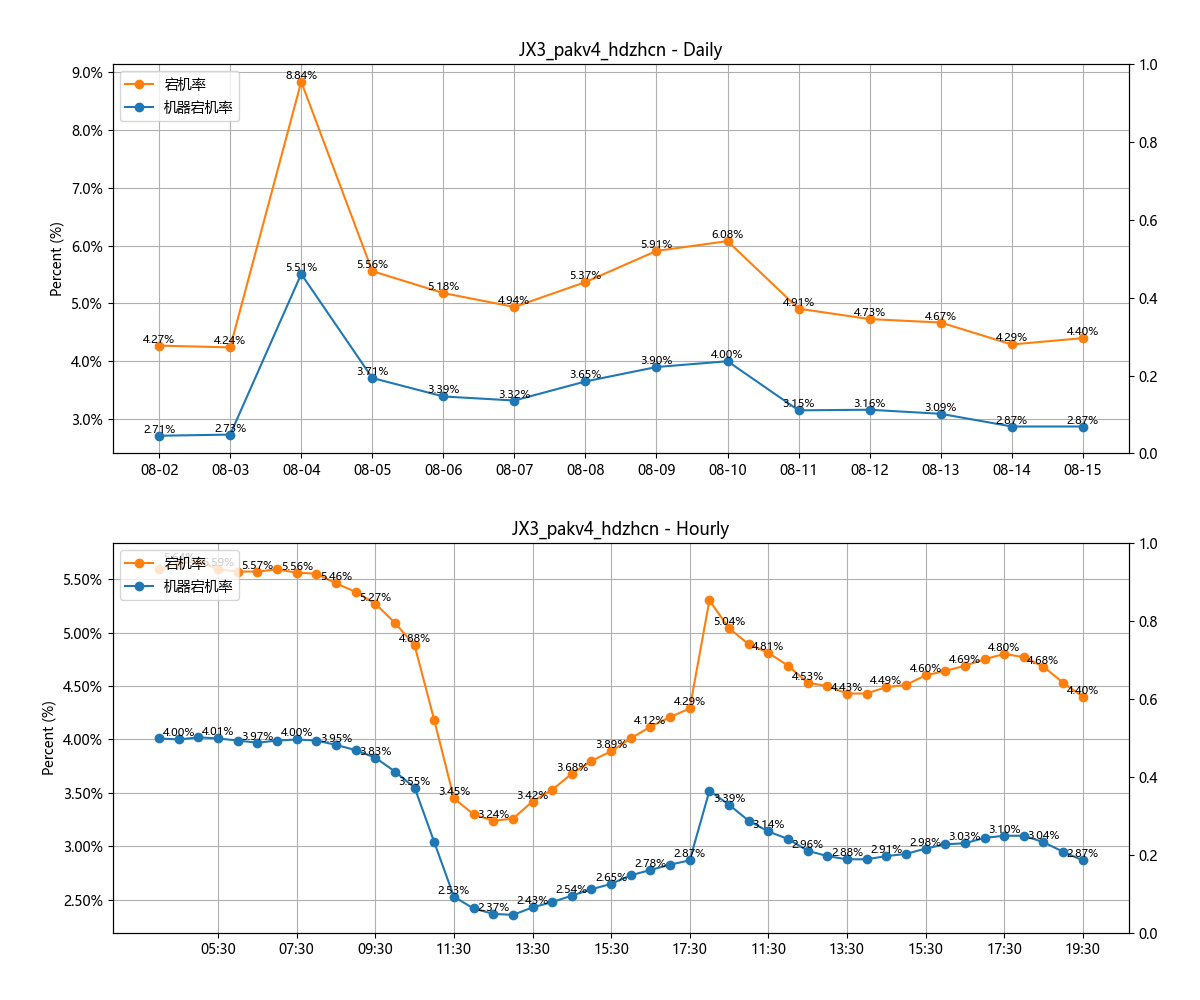 JX3_pakv4_hdzhcn - Daily
宕机率
机器宕机率
Percent (%)
9.0%
8.0%
7.0%
6.0%
5.0%
4.0%
3.0%
1.0
0.8
0.6
0.4
0.2
0.0
4.27% 4.24% 8.84% 5.56% 5.18% 4.94% 5.37% 5.91% 6.08% 4.91% 4.73% 4.67% 4.29% 4.40%
2.71% 2.73% 5.51% 3.71% 3.39% 3.32% 3.65% 3.90% 4.00% 3.15% 3.16% 3.09% 2.87% 2.87%
08-02 08-03 08-04 08-05 08-06 08-07 08-08 08-09 08-10 08-11 08-12 08-13 08-14 08-15
JX3_pakv4_hdzhcn - Hourly
宕机率
机器宕机率
Percent (%)
5.50%
5.00%
4.50%
4.00%
3.50%
3.00%
2.50%
1.0
0.8
0.6
0.4
0.2
0.0
5.59% 5.57% 5.56% 5.46% 5.27% 4.88% 3.45% 3.24% 3.42% 3.68% 3.89% 4.12% 4.29% 5.04% 4.81% 4.53% 4.43% 4.49% 4.60% 4.69% 4.80% 4.68% 4.40%
4.00% 4.01% 3.97% 4.00% 3.95% 3.83% 3.55% 2.53% 2.37% 2.43% 2.54% 2.65% 2.78% 2.87% 3.39% 3.14% 2.96% 2.88% 2.91% 2.98% 3.03% 3.10% 3.04% 2.87%
05:30 07:30 09:30 11:30 13:30 15:30 17:30 11:30 13:30 15:30 17:30 19:30